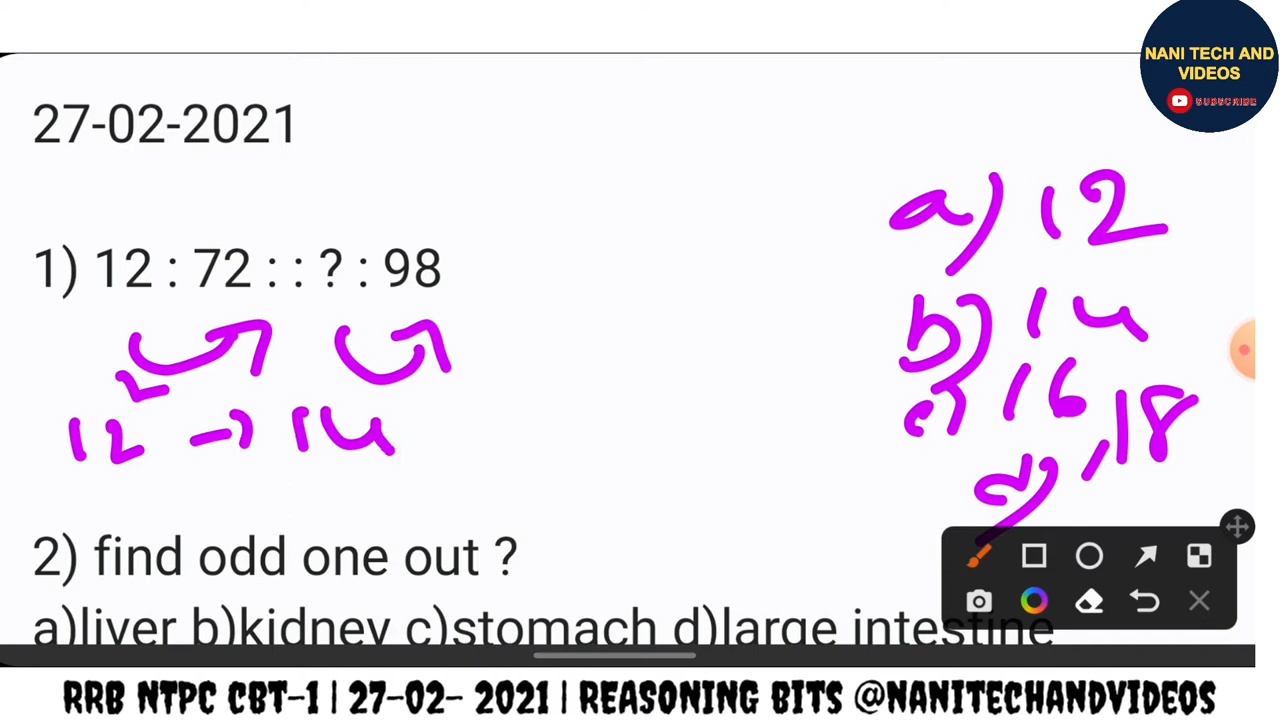 NANI TECH AND
VIDEOS
SUBSCRIBE
27-02-2021
a) 12
1) 12 : 72 : : ? : 98
b) 14
c) 16
12 → 14
d) 18
2) find odd one out ?
a)liver b)kidney c)stomach d)large intestine
RRB NTPC CBT-1 | 27-02- 2021 | REASONING BITS @NANITECHANDVIDEOS